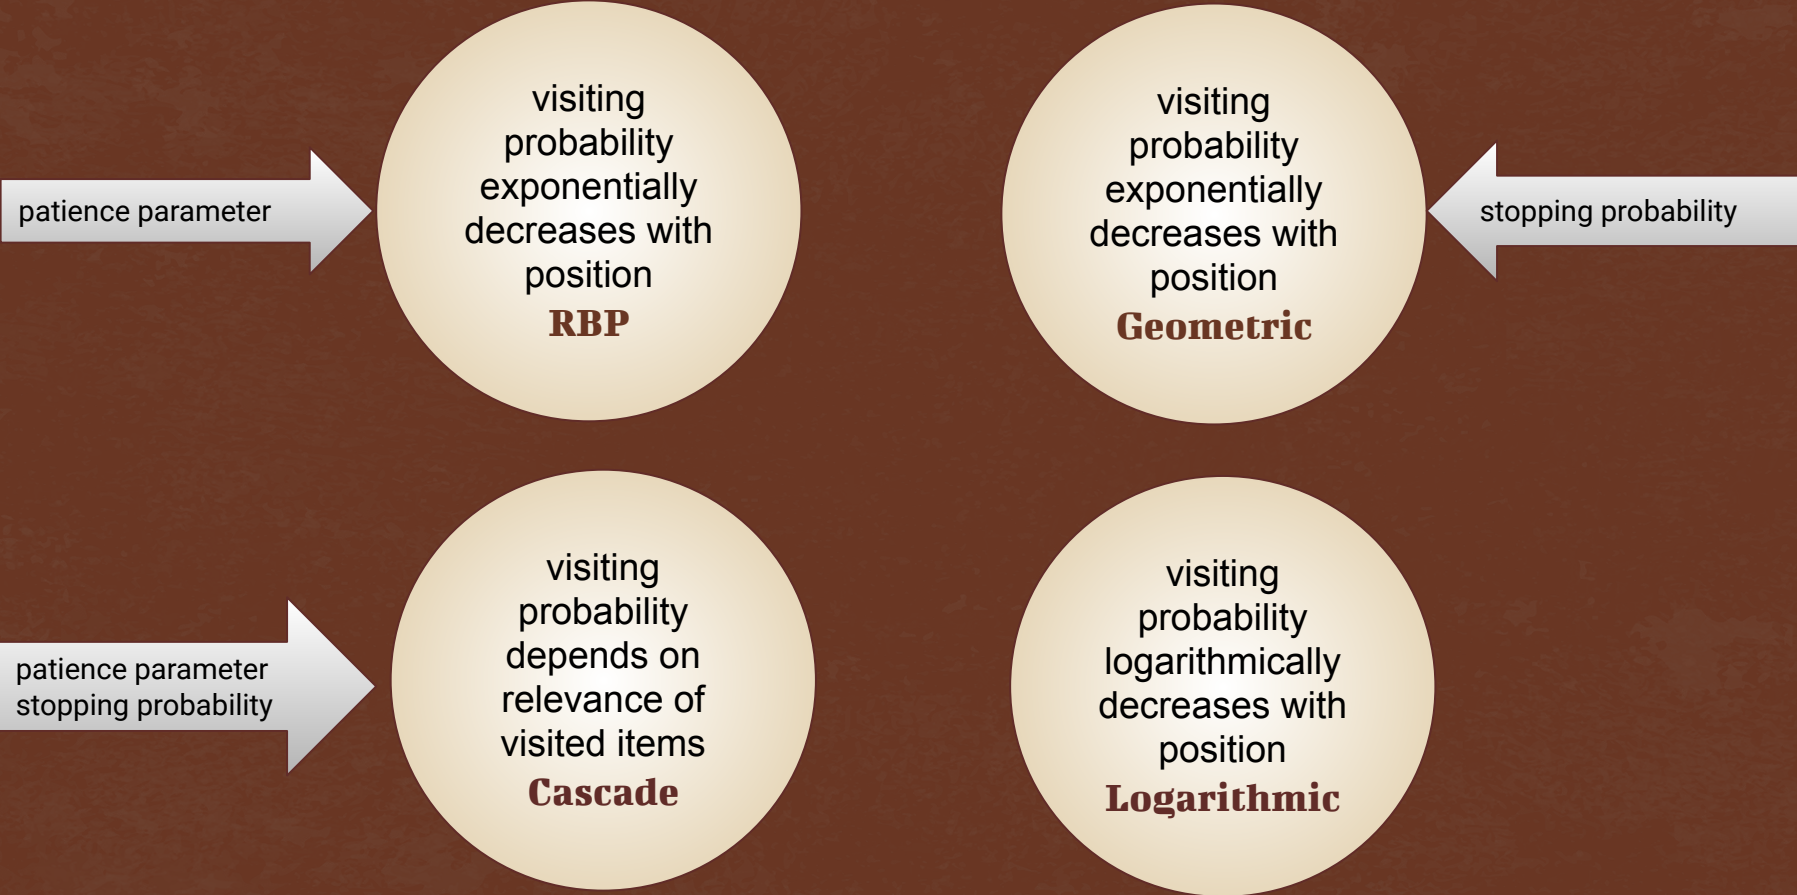 patience parameter
visiting
probability
exponentially
decreases with
position
RBP
visiting
probability
exponentially
decreases with
position
Geometric
stopping probability
patience parameter
stopping probability
visiting
probability
depends on
relevance of
visited items
Cascade
visiting
probability
logarithmically
decreases with
position
Logarithmic